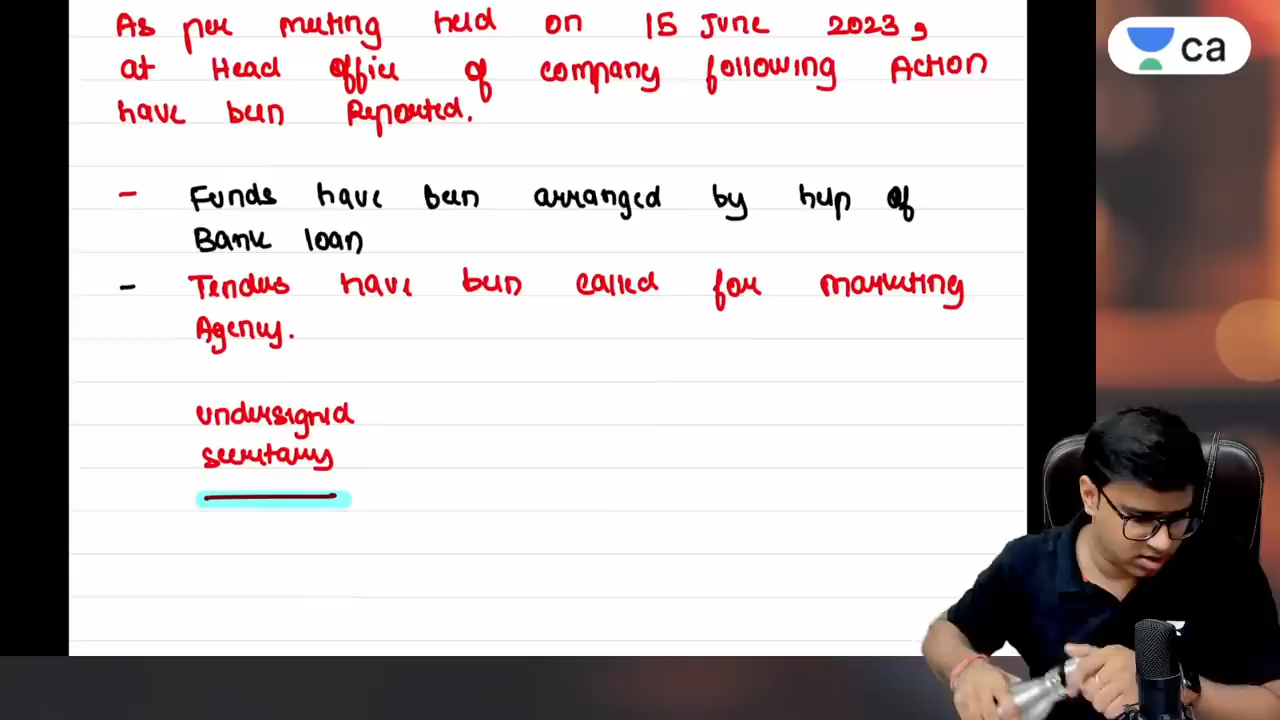 As per meeting held on 15 June 2023,
at Head office of company following Action
have been Reported.
- Funds have been arranged by help of
Bank loan
- Tenders have been called for marketing
Agency.
undersigned
secretary
ca